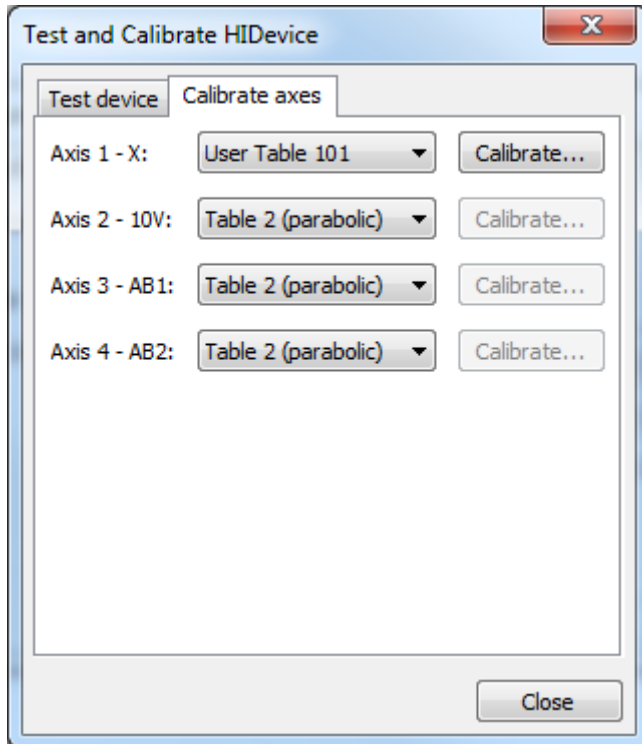 Test and Calibrate HIDevice
Test device Calibrate axes
Axis 1 - X: User Table 101 Calibrate...
Axis 2 - 10V: Table 2 (parabolic) Calibrate...
Axis 3 - AB1: Table 2 (parabolic) Calibrate...
Axis 4 - AB2: Table 2 (parabolic) Calibrate...
Close